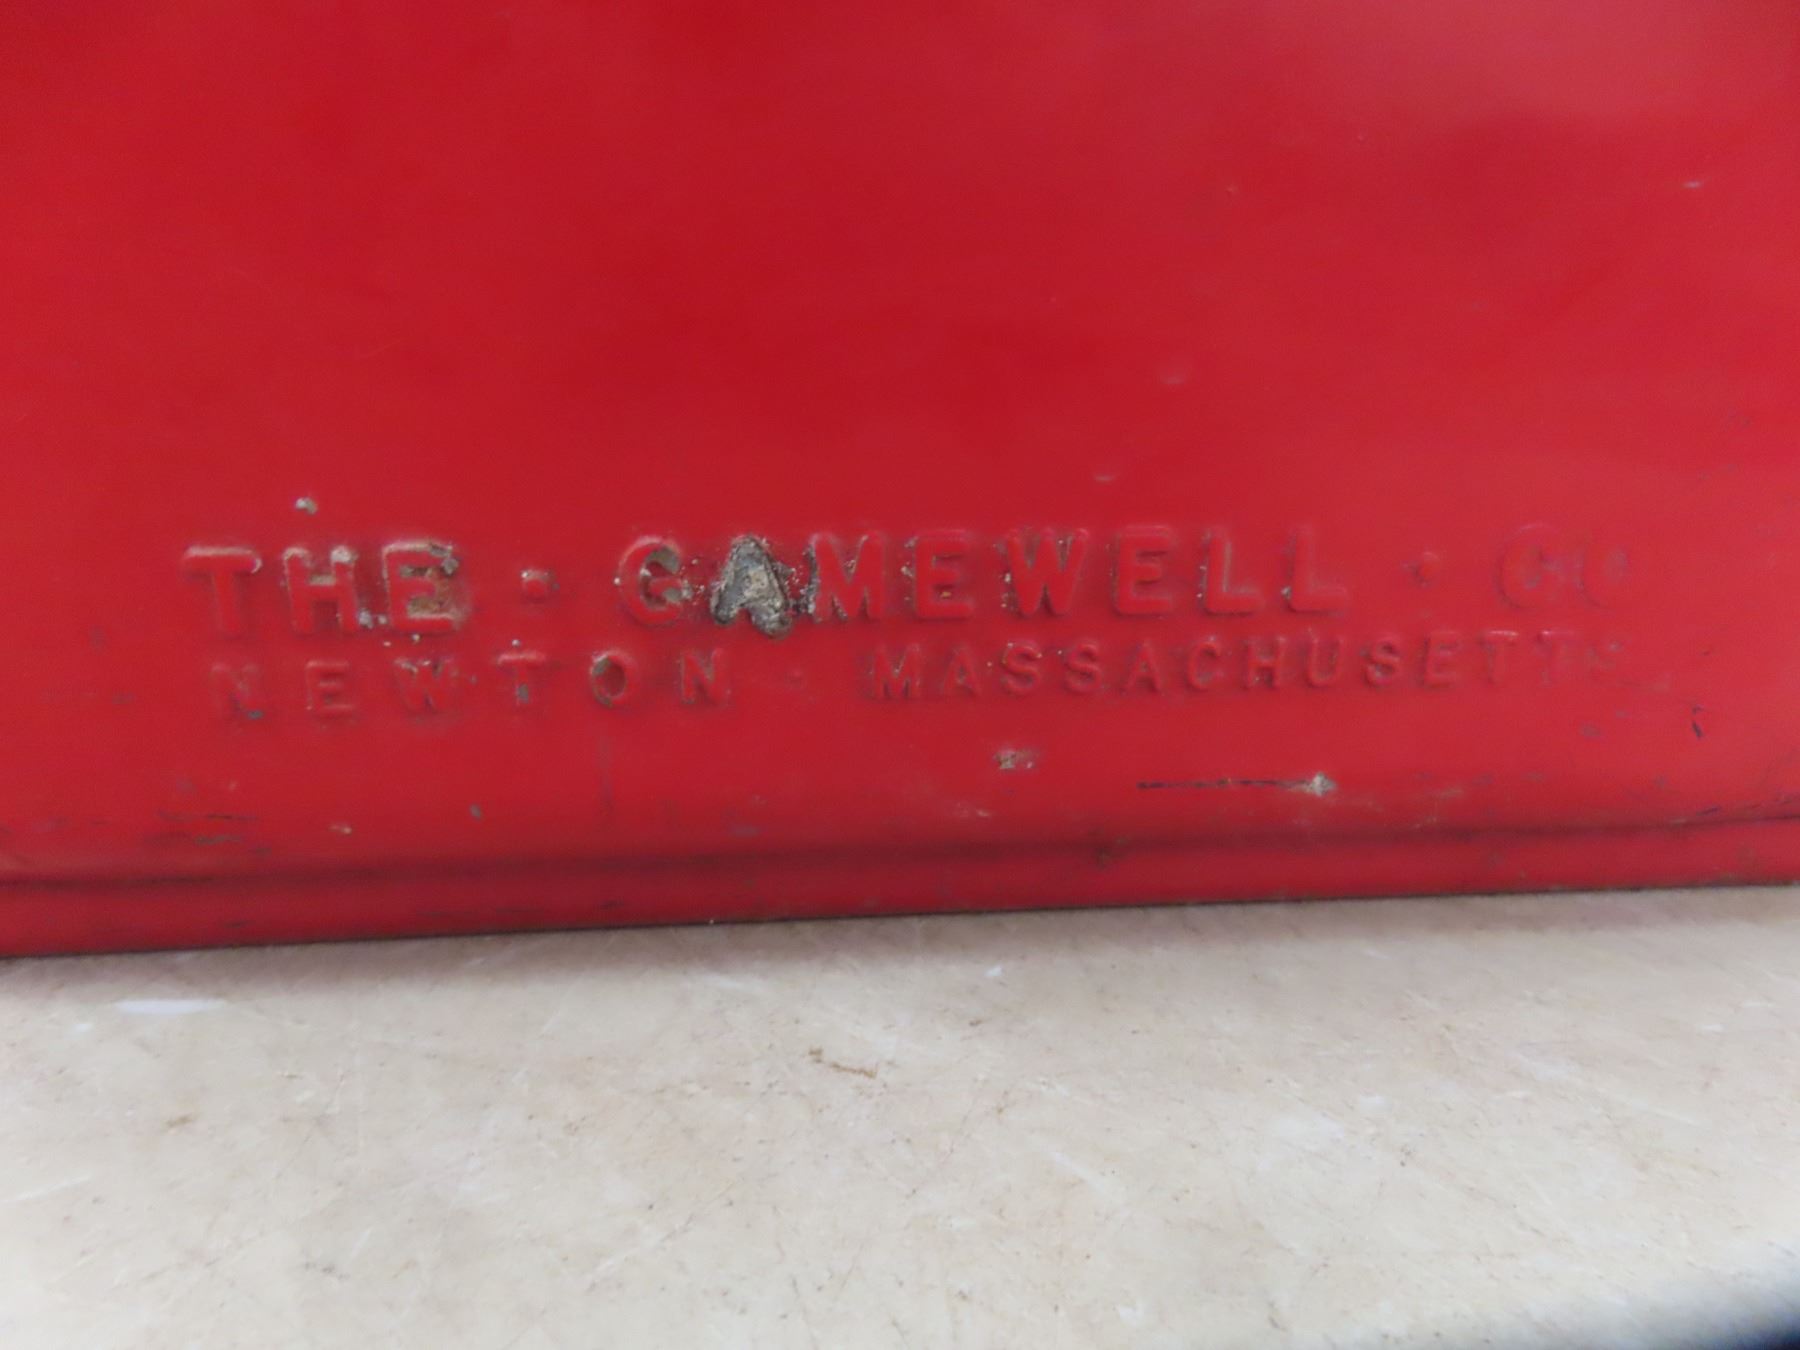 THE · GAMEWELL · CO
NEWTON · MASSACHUSETTS